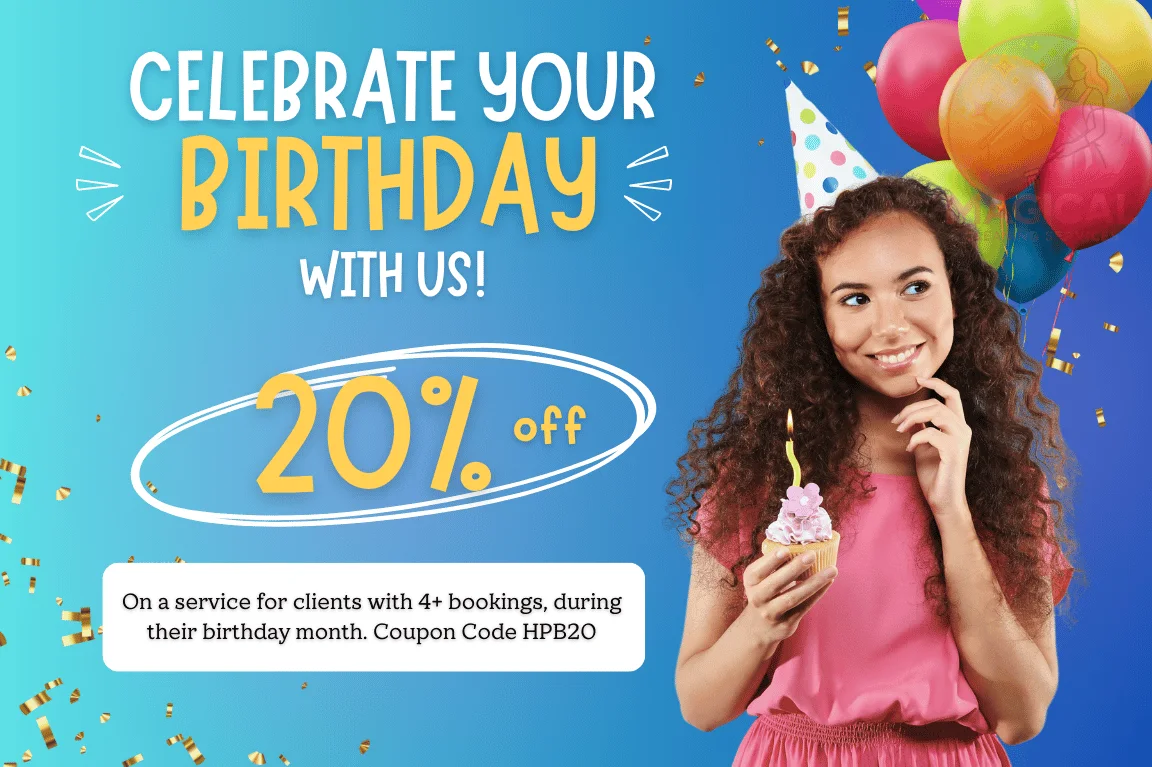 CELEBRATE YOUR
BIRTHDAY
WITH US!
20% off
On a service for clients with 4+ bookings, during
their birthday month. Coupon Code HPB20